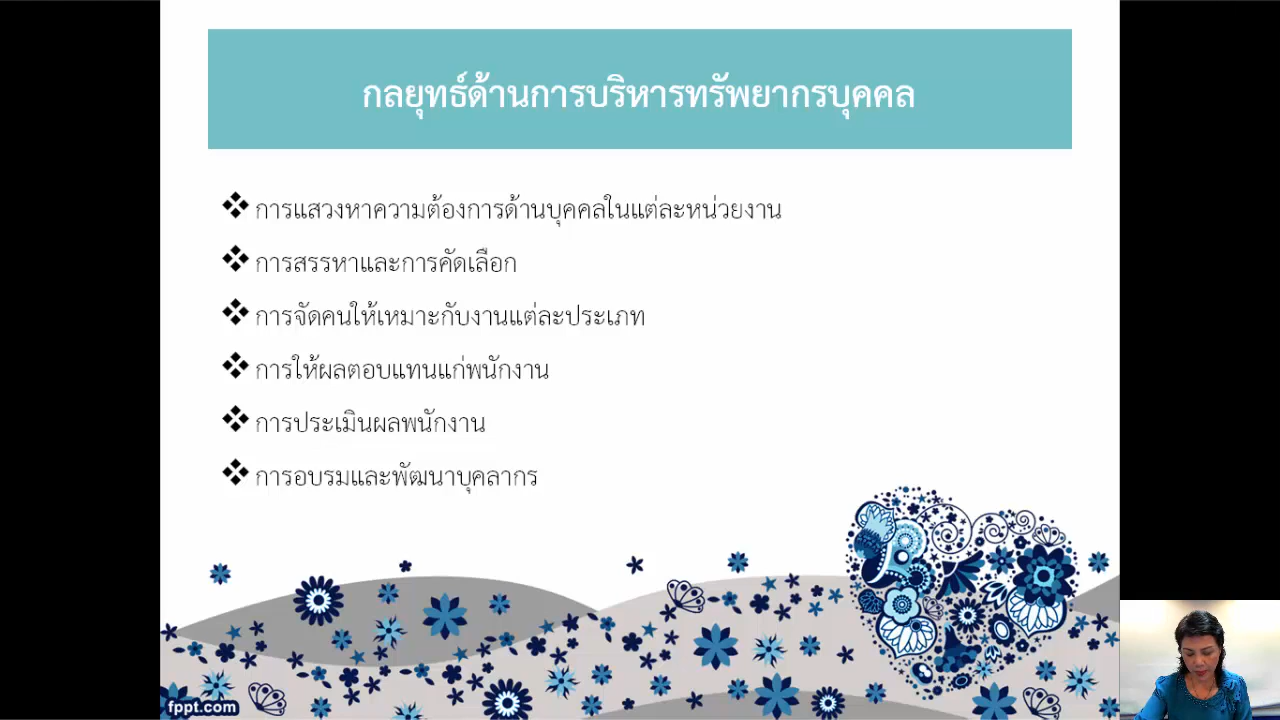 กลยุทธ์ด้านการบริหารทรัพยากรบุคคล
❖ การแสวงหาความต้องการด้านบุคคลในแต่ละหน่วยงาน
❖ การสรรหาและการคัดเลือก
❖ การจัดคนให้เหมาะกับงานแต่ละประเภท
❖ การให้ผลตอบแทนแก่พนักงาน
❖ การประเมินผลพนักงาน
❖ การอบรมและพัฒนาบุคลากร
fppt.com